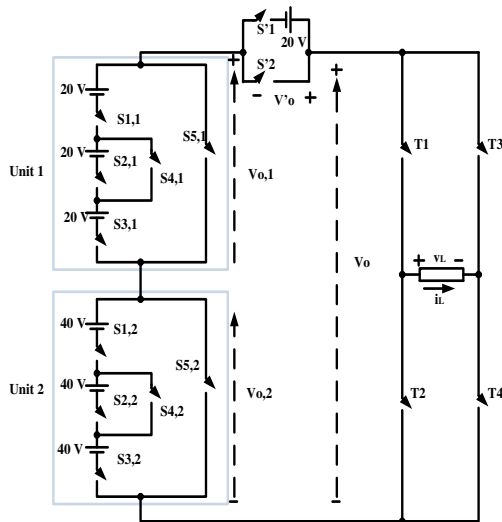 S'1
20 V
S'2
+
-
V'o
+
+
20 V
S1,1
20 V
S2,1
S4,1
20 V
S3,1
S5,1
Unit 1
Vo,1
Vo
T1
T3
+ vL -
iL
40 V
S1,2
40 V
S2,2
S4,2
40 V
S3,2
S5,2
Unit 2
Vo,2
T2
T4
-
-